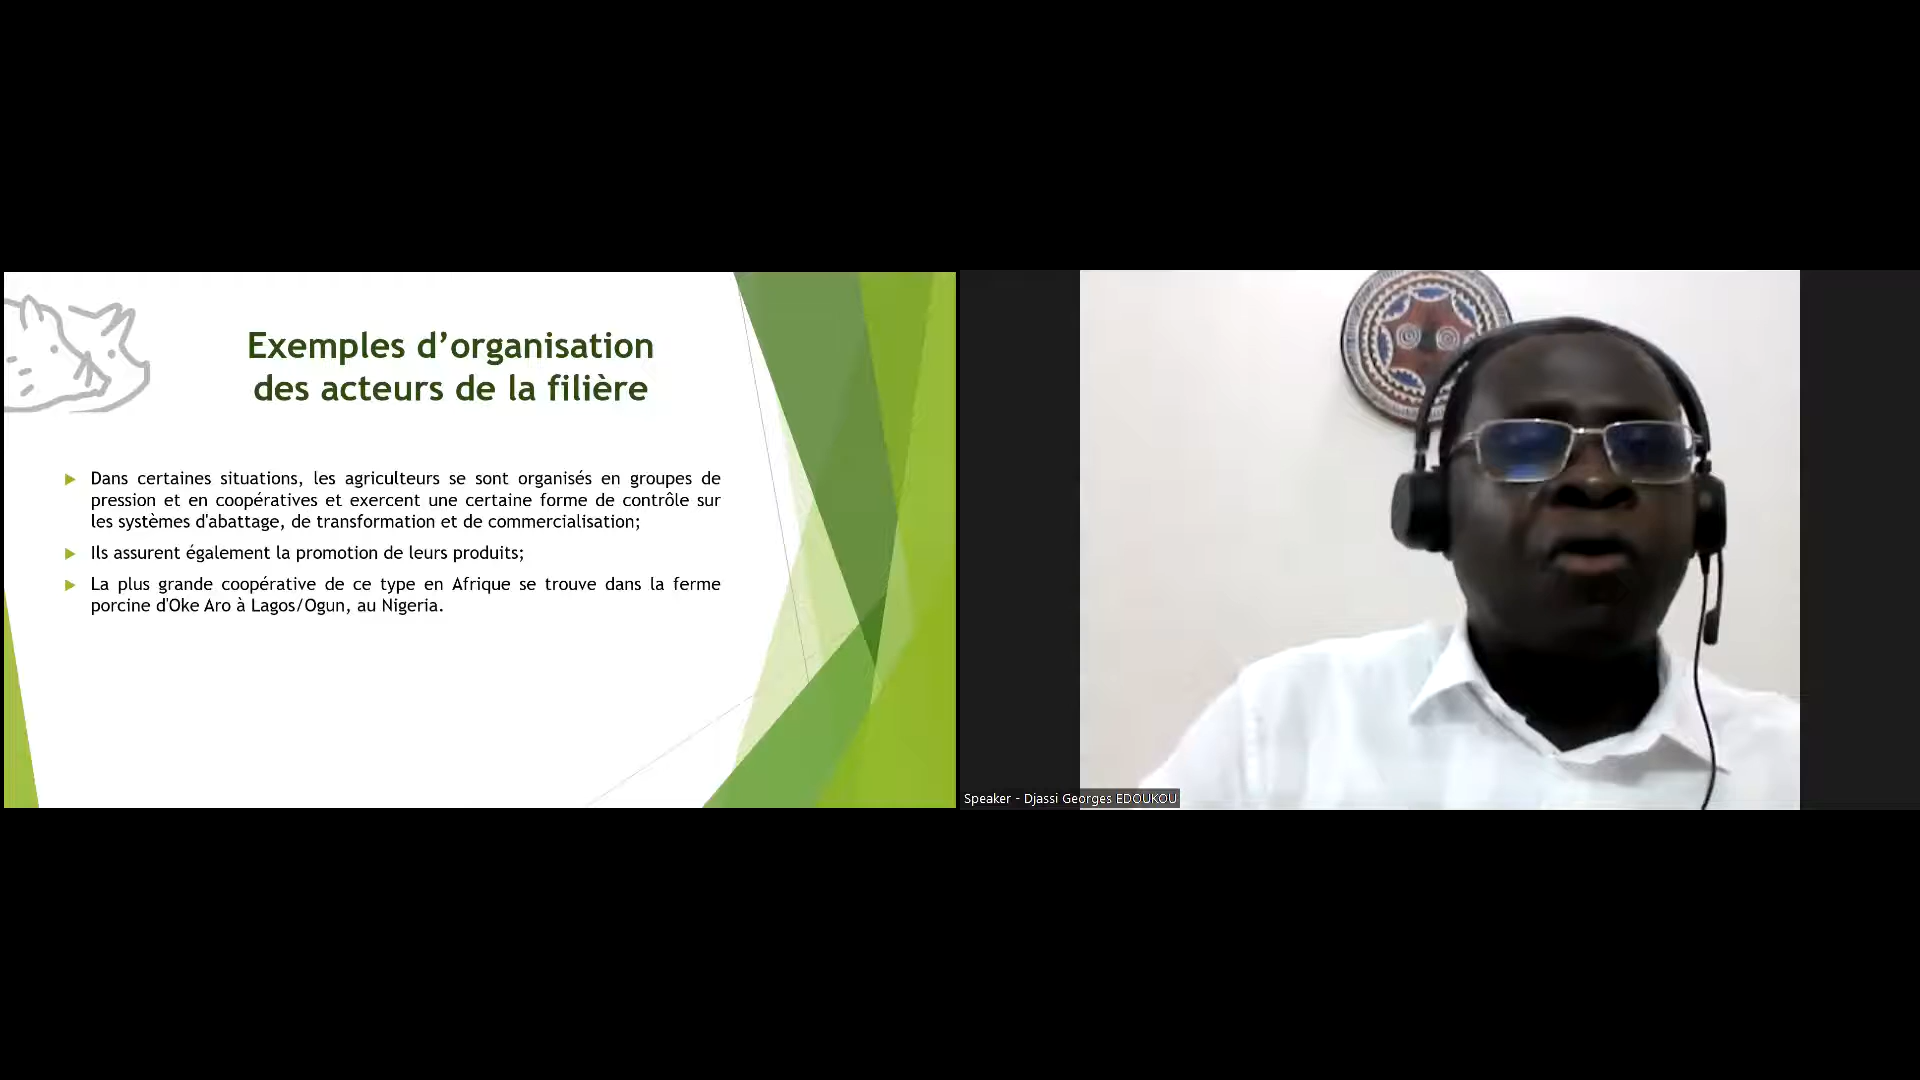 Exemples d’organisation
des acteurs de la filière
Dans certaines situations, les agriculteurs se sont organisés en groupes de
pression et en coopératives et exercent une certaine forme de contrôle sur
les systèmes d'abattage, de transformation et de commercialisation;
Ils assurent également la promotion de leurs produits;
La plus grande coopérative de ce type en Afrique se trouve dans la ferme
porcine d'Oke Aro à Lagos/Ogun, au Nigeria.
Speaker - Djassi Georges EDOUKOU